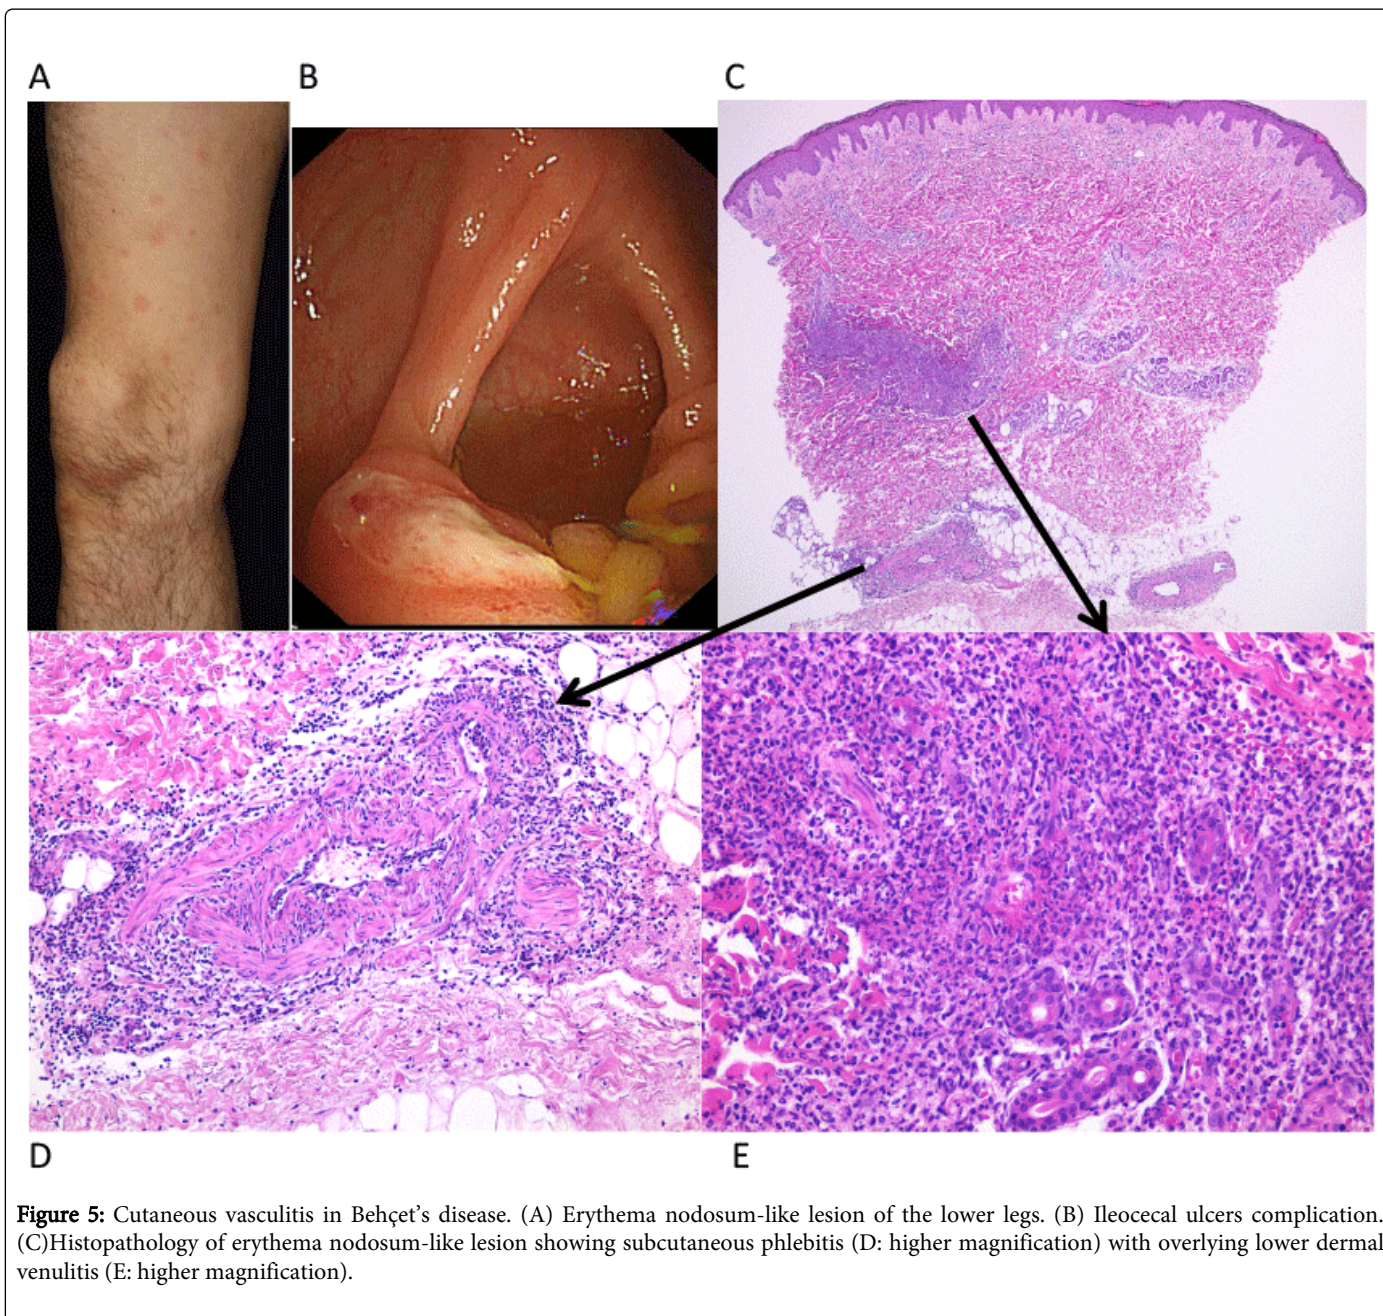 A
B
C
D
E
Figure 5: Cutaneous vasculitis in Behçet's disease. (A) Erythema nodosum-like lesion of the lower legs. (B) Ileocecal ulcers complication.
(C)Histopathology of erythema nodosum-like lesion showing subcutaneous phlebitis (D: higher magnification) with overlying lower dermal
venulitis (E: higher magnification).